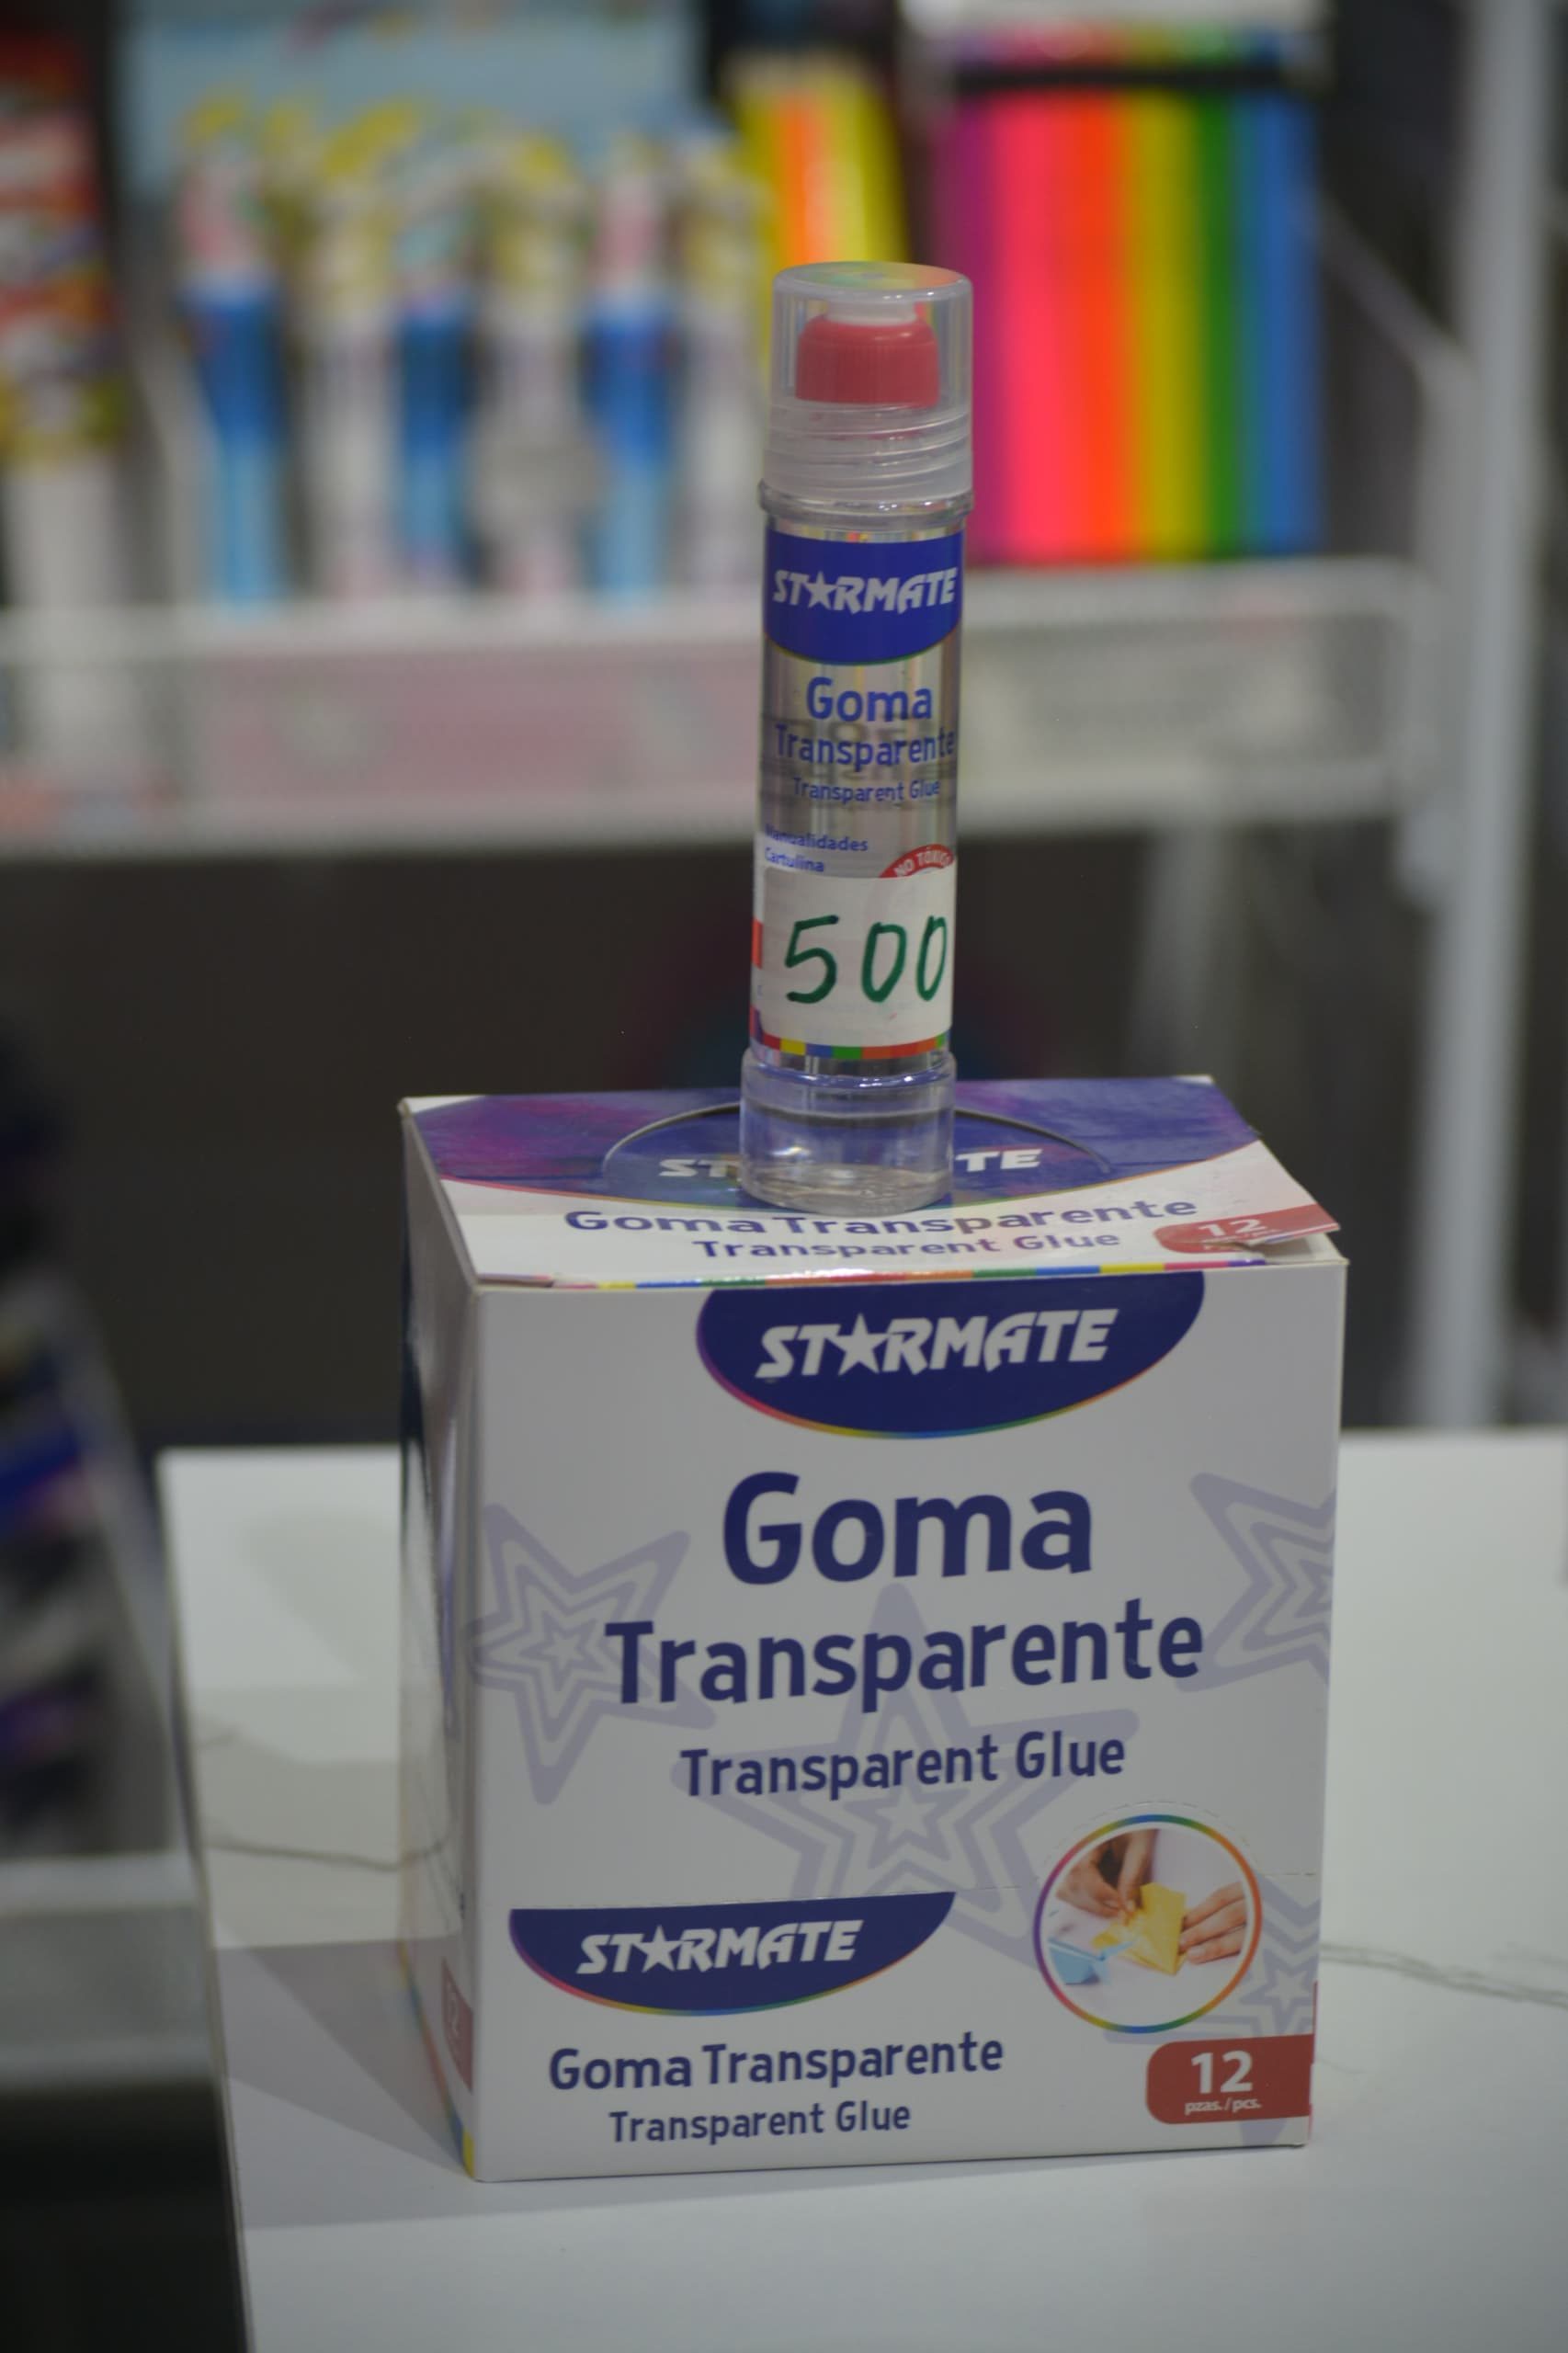 STARMATE
Goma
Transparente
Transparent Glue
Manualidades
Cartulina
NO TÓXICO
500
Goma Transparente
12
Transparent Glue
STARMATE
Goma
Transparente
Transparent Glue
STARMATE
Goma Transparente
Transparent Glue
12
pzas./pcs.
12